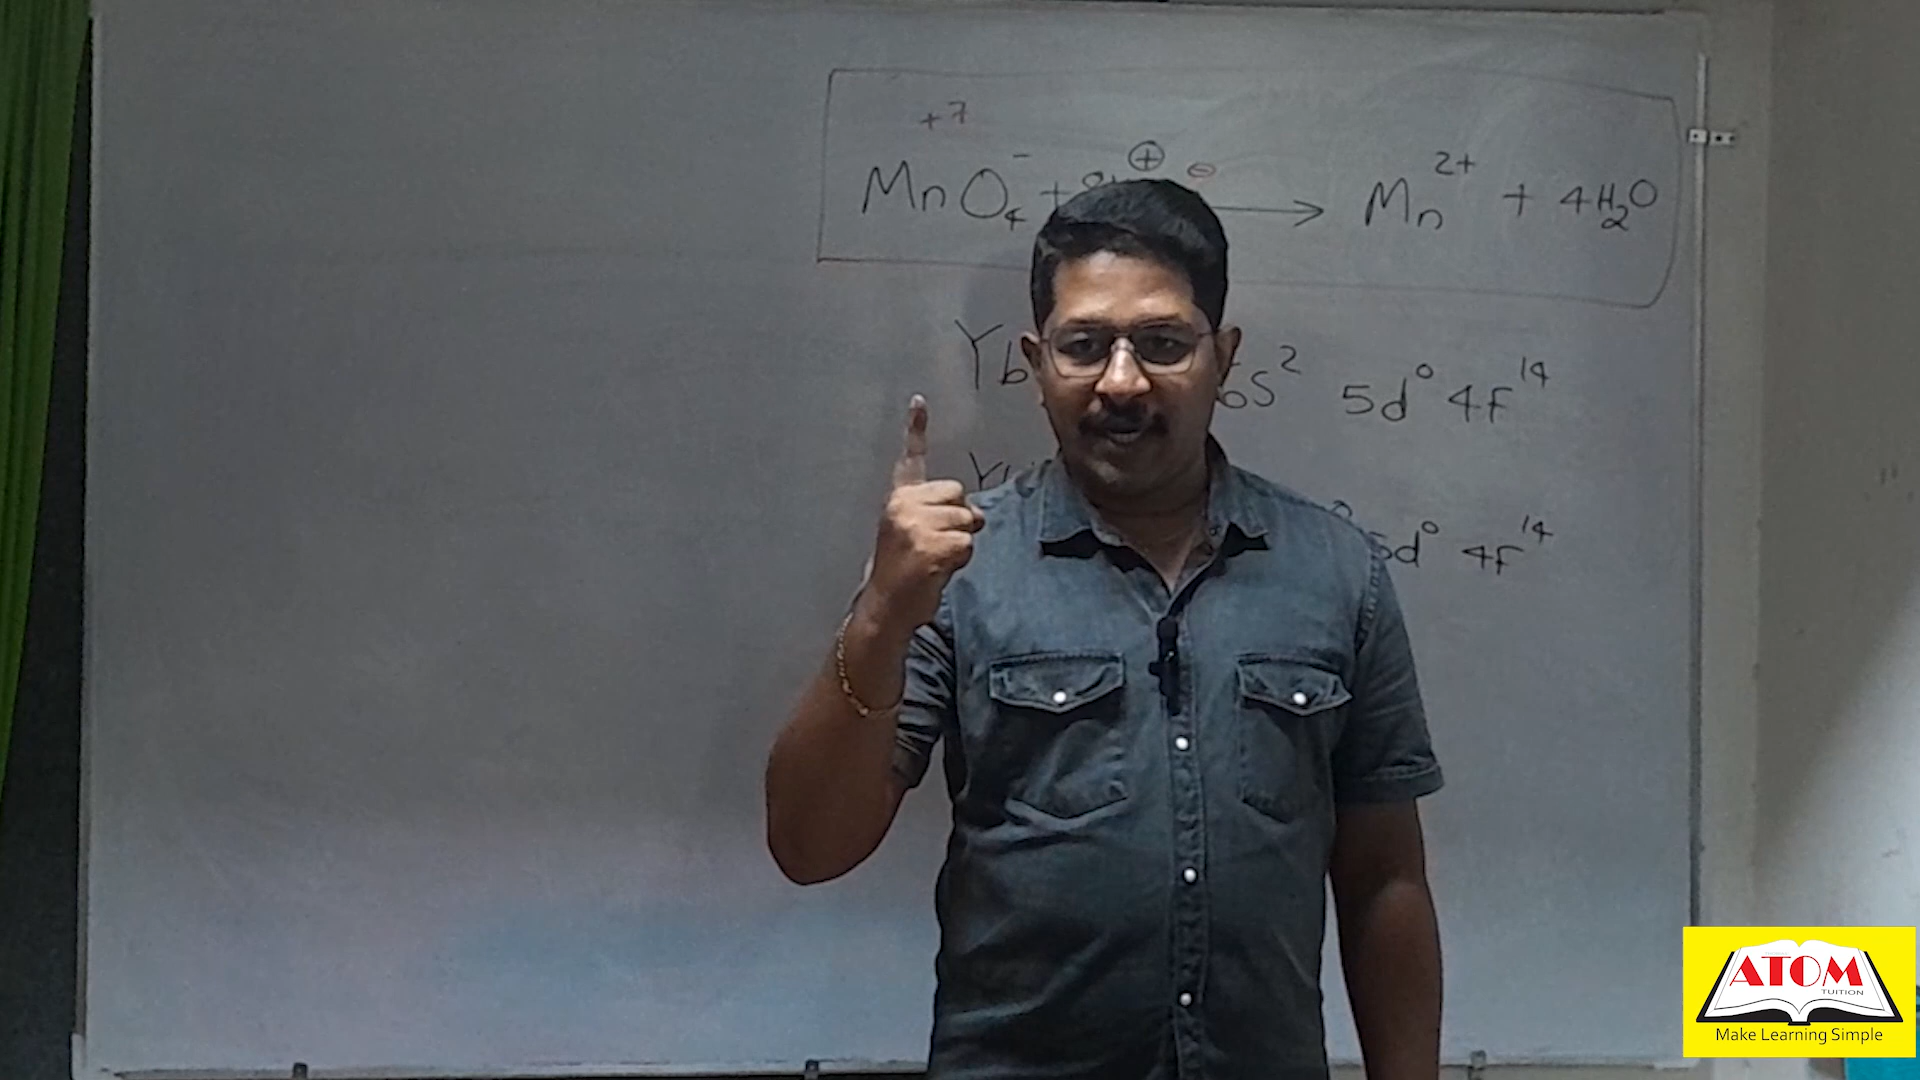 +7
MnO₄⁻ + ⊕ ⊖ → Mn²⁺ + 4H₂O
Yb 6s² 5d⁰ 4f¹⁴
5d⁰ 4f¹⁴
ATOM
TUITION
Make Learning Simple